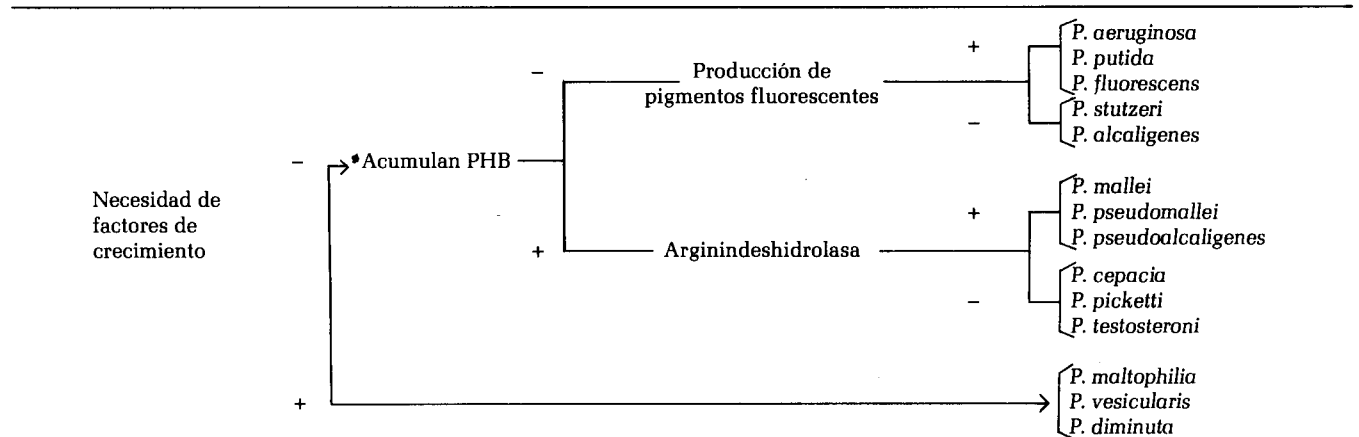 P. aeruginosa
P. putida
P. fluorescens
+
Producción de
pigmentos fluorescentes
−
P. stutzeri
P. alcaligenes
−
−
*Acumulan PHB
Necesidad de
factores de
crecimiento
P. mallei
P. pseudomallei
P. pseudoalcaligenes
+
+
Arginindeshidrolasa
P. cepacia
P. picketti
P. testosteroni
−
+
P. maltophilia
P. vesicularis
P. diminuta